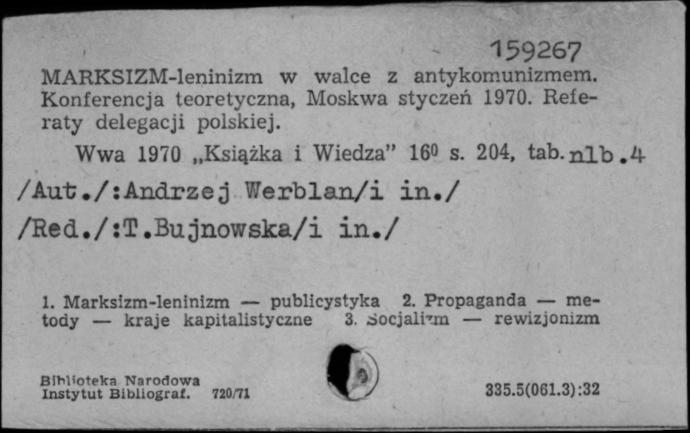 159267
MARKSIZM-leninizm w walce z antykomunizmem.
Konferencja teoretyczna, Moskwa styczeń 1970. Refe-
raty delegacji polskiej.
Wwa 1970 „Książka i Wiedza” 16⁰ s. 204, tab. nlb.4
/Aut./:Andrzej Werblan/i in./
/Red./:T.Bujnowska/i in./
1. Marksizm-leninizm — publicystyka 2. Propaganda — me-
tody — kraje kapitalistyczne 3. Socjalizm — rewizjonizm
Biblioteka Narodowa
Instytut Bibliograf. 720/71
335.5(061.3):32